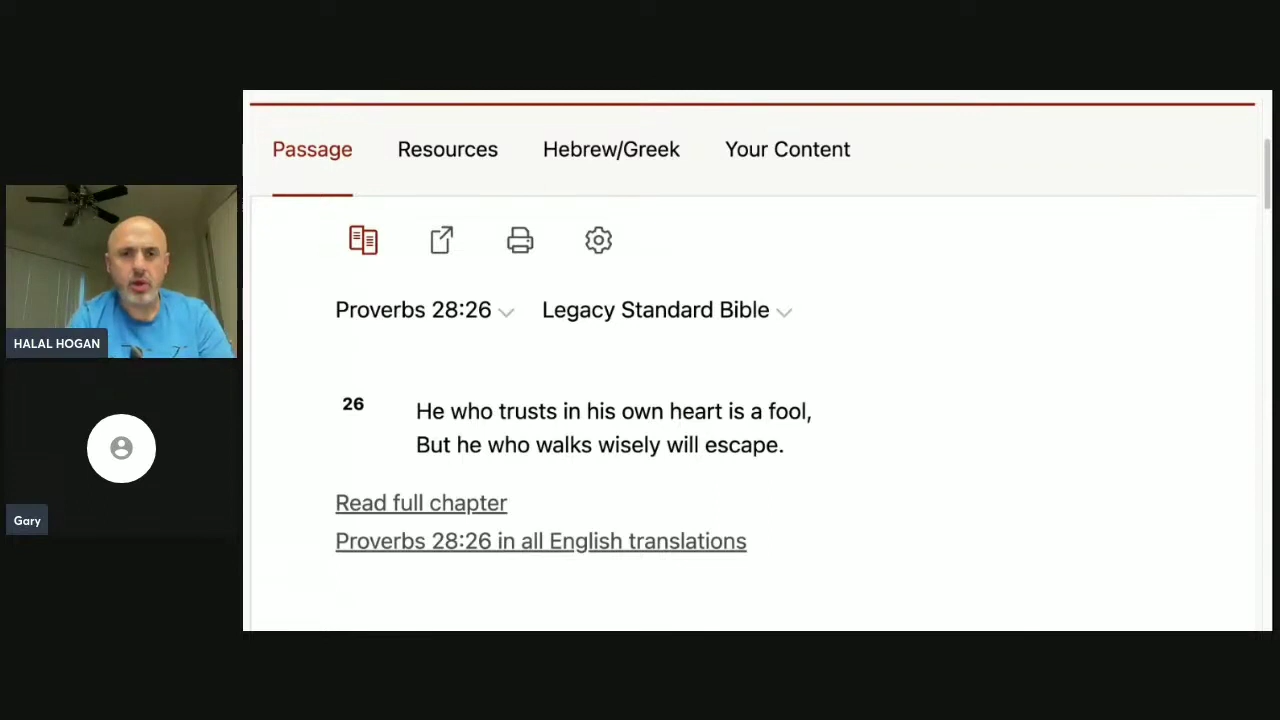 Passage Resources Hebrew/Greek Your Content
Proverbs 28:26 Legacy Standard Bible
26 He who trusts in his own heart is a fool,
But he who walks wisely will escape.
Read full chapter
Proverbs 28:26 in all English translations
HALAL HOGAN
Gary